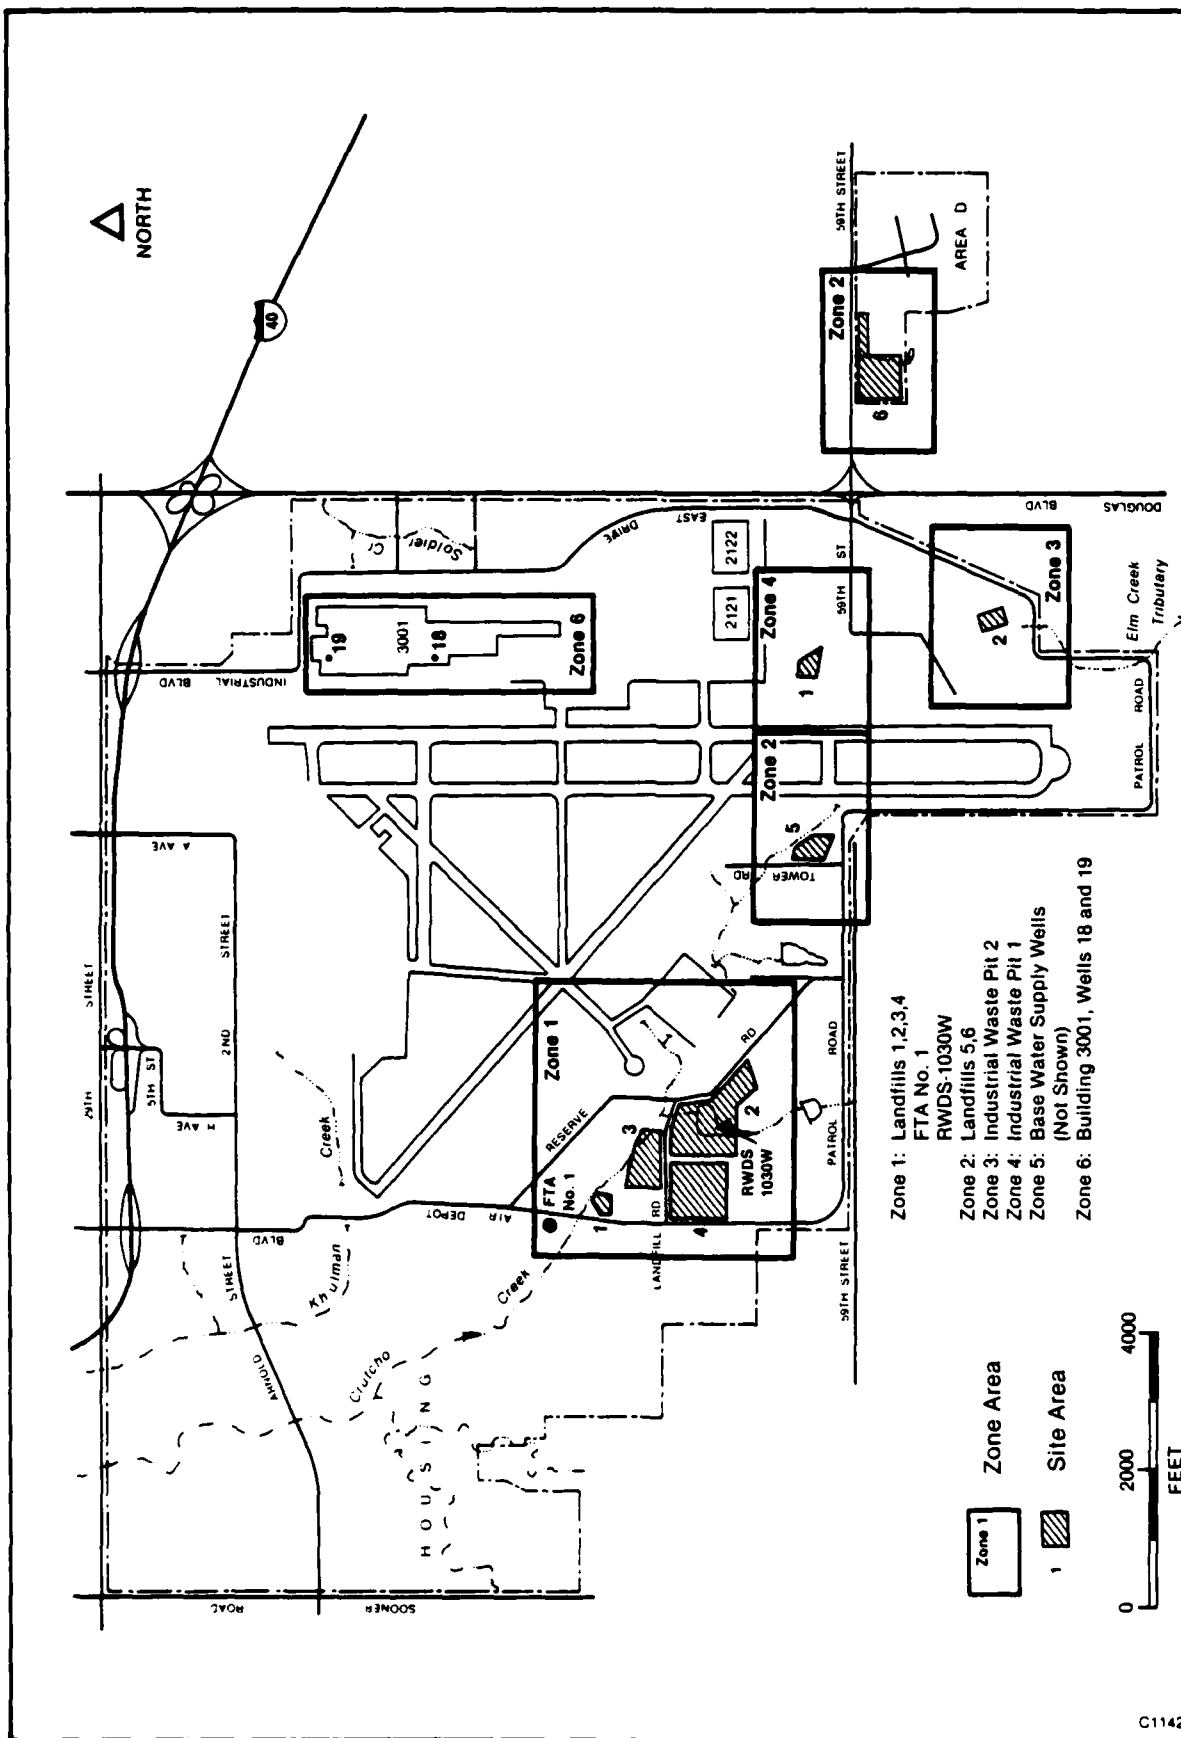 NORTH
40
29TH
STREET
A AVE
5TH ST
H AVE
2ND
STREET
BLVD
STREET
ARNOLD
SOONER
ROAD
INDUSTRIAL
BLVD
Soldier
Cr
EAST
DRIVE
19
3001
18
Zone 6
2121
2122
Khulman
Creek
Crutcho
Creek
HOUSING
AIR
DEPOT
Zone 1
RESERVE
RD
FTA
No. 1
1
3
2
4
LANDFILL
RD
RWDS
1030W
PATROL
ROAD
59TH STREET
Zone 2
5
TOWER
RD
Zone 4
1
59TH
ST
Zone 2
6
59TH STREET
AREA D
Zone 3
2
DOUGLAS
BLVD
Elm Creek
Tributary
PATROL
ROAD
Zone 1: Landfills 1,2,3,4
FTA No. 1
RWDS-1030W
Zone 2: Landfills 5,6
Zone 3: Industrial Waste Pit 2
Zone 4: Industrial Waste Pit 1
Zone 5: Base Water Supply Wells
(Not Shown)
Zone 6: Building 3001, Wells 18 and 19
Zone 1
Zone Area
1
Site Area
0
2000
4000
FEET
C1142